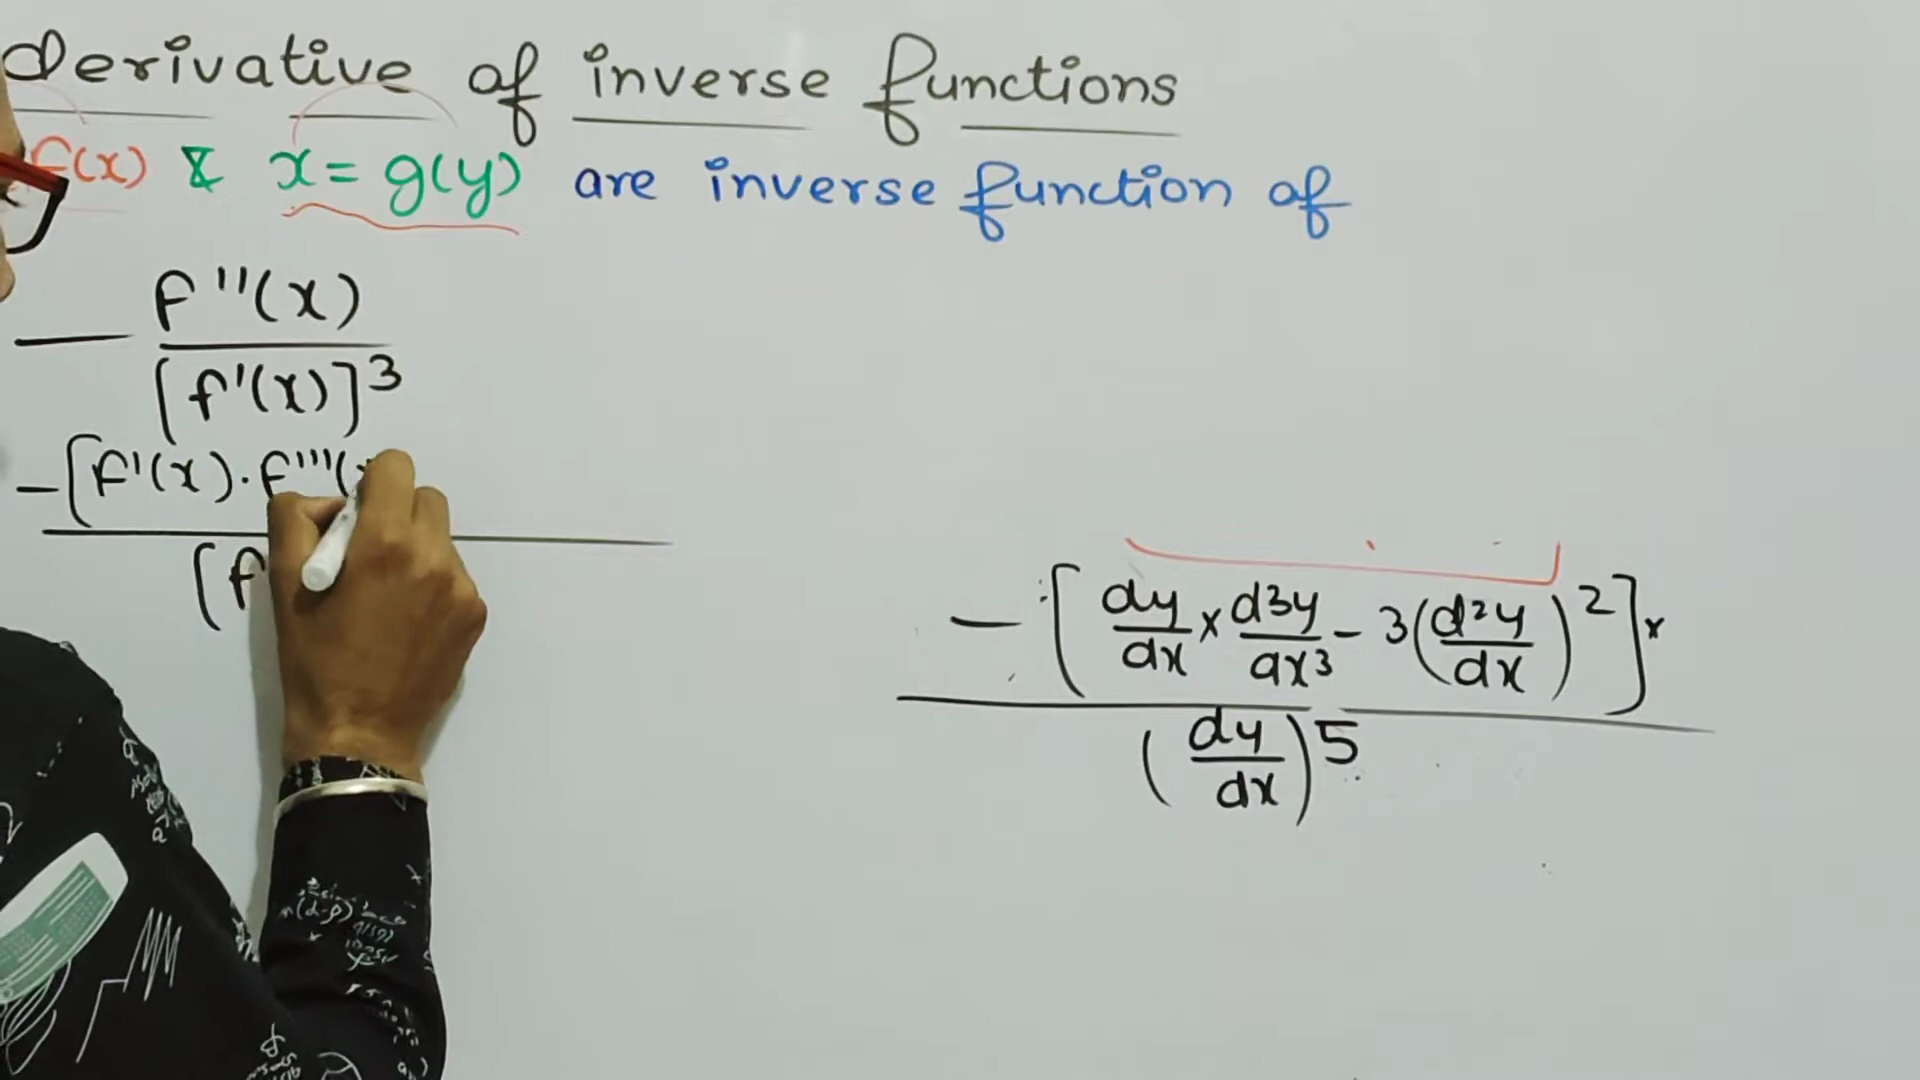 derivative of inverse functions
f(x) & x = g(y) are inverse function of
— f''(x)
[f'(x)]³
-[f'(x).f'''(
(f
— [dy/dx × d³y/dx³ - 3(d²y/dx)²]×
(dy/dx)5